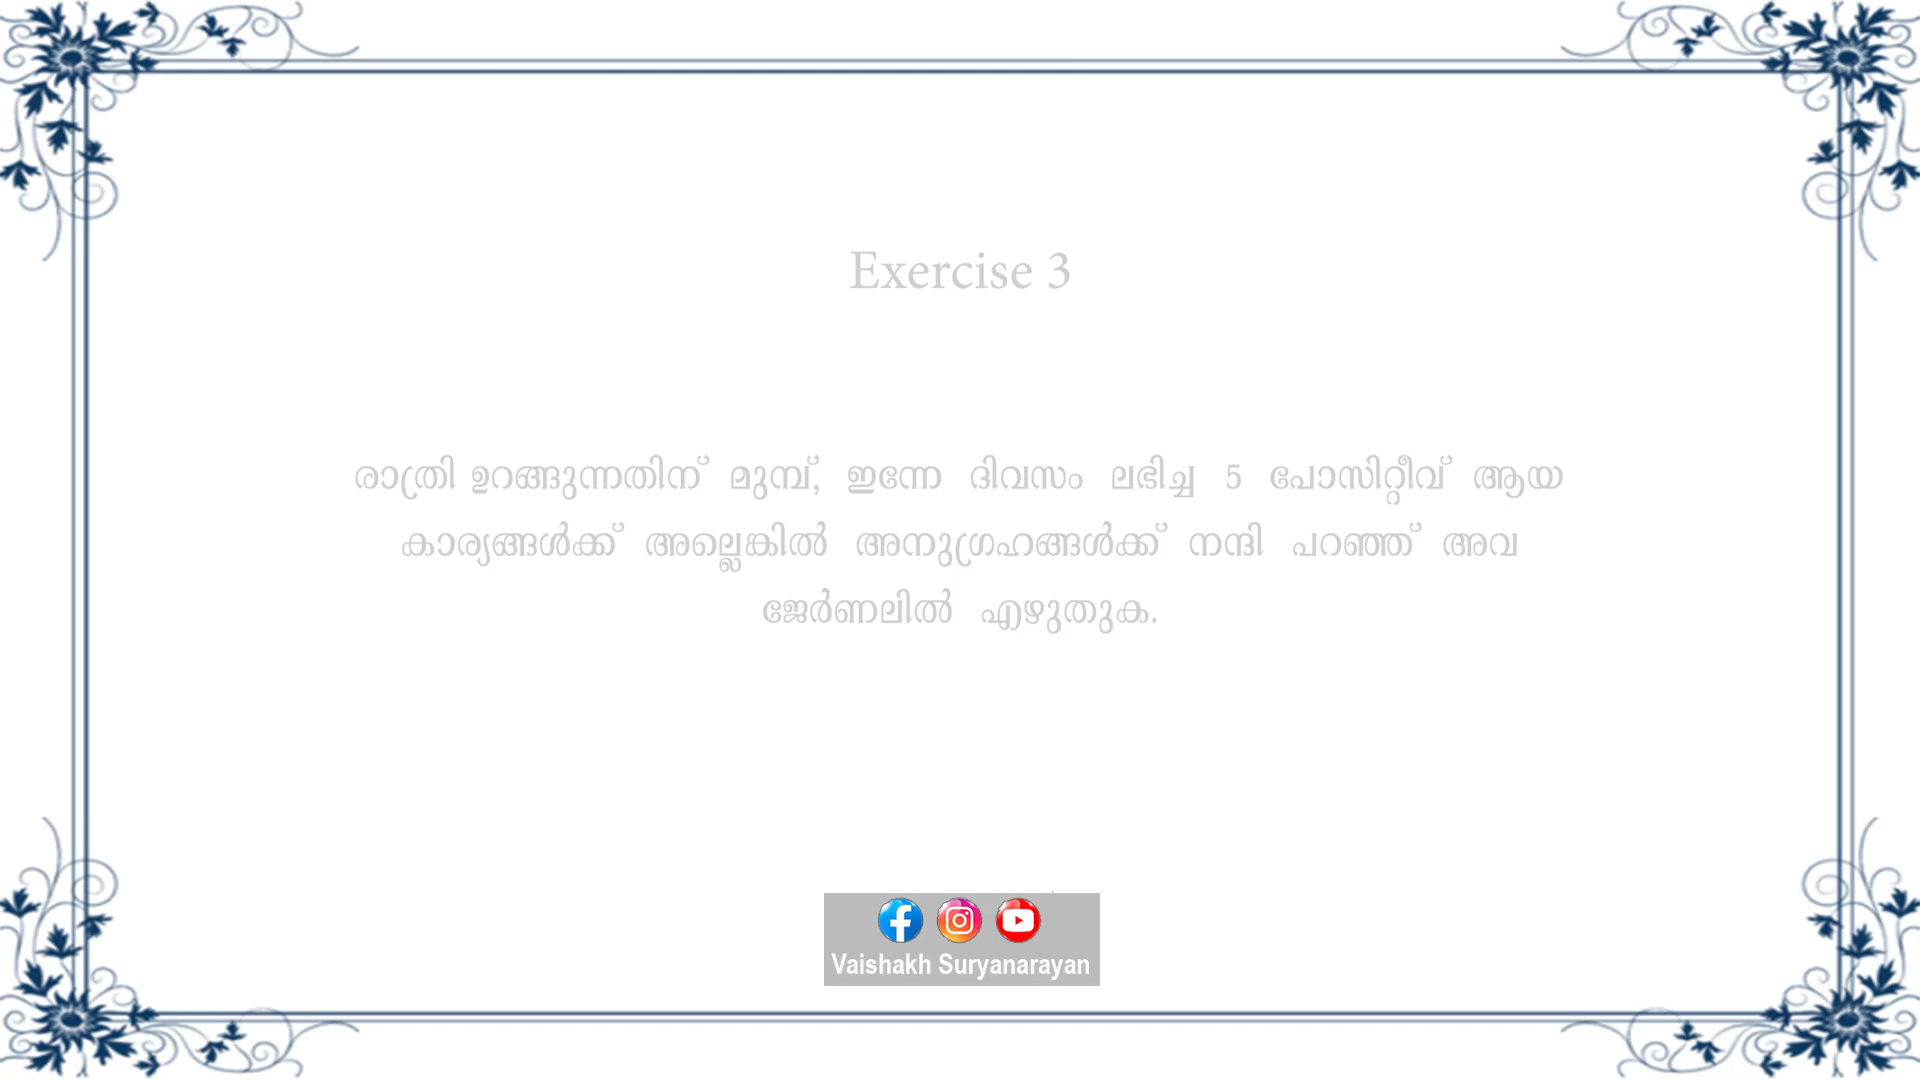 Exercise 3
രാത്രി ഉറങ്ങുന്നതിന് മുമ്പ്, ഇന്നേ ദിവസം ലഭിച്ച 5 പോസിറ്റീവ് ആയ
കാര്യങ്ങൾക്ക് അല്ലെങ്കിൽ അനുഗ്രഹങ്ങൾക്ക് നന്ദി പറഞ്ഞ് അവ
ജേർണലിൽ എഴുതുക.
Vaishakh Suryanarayan